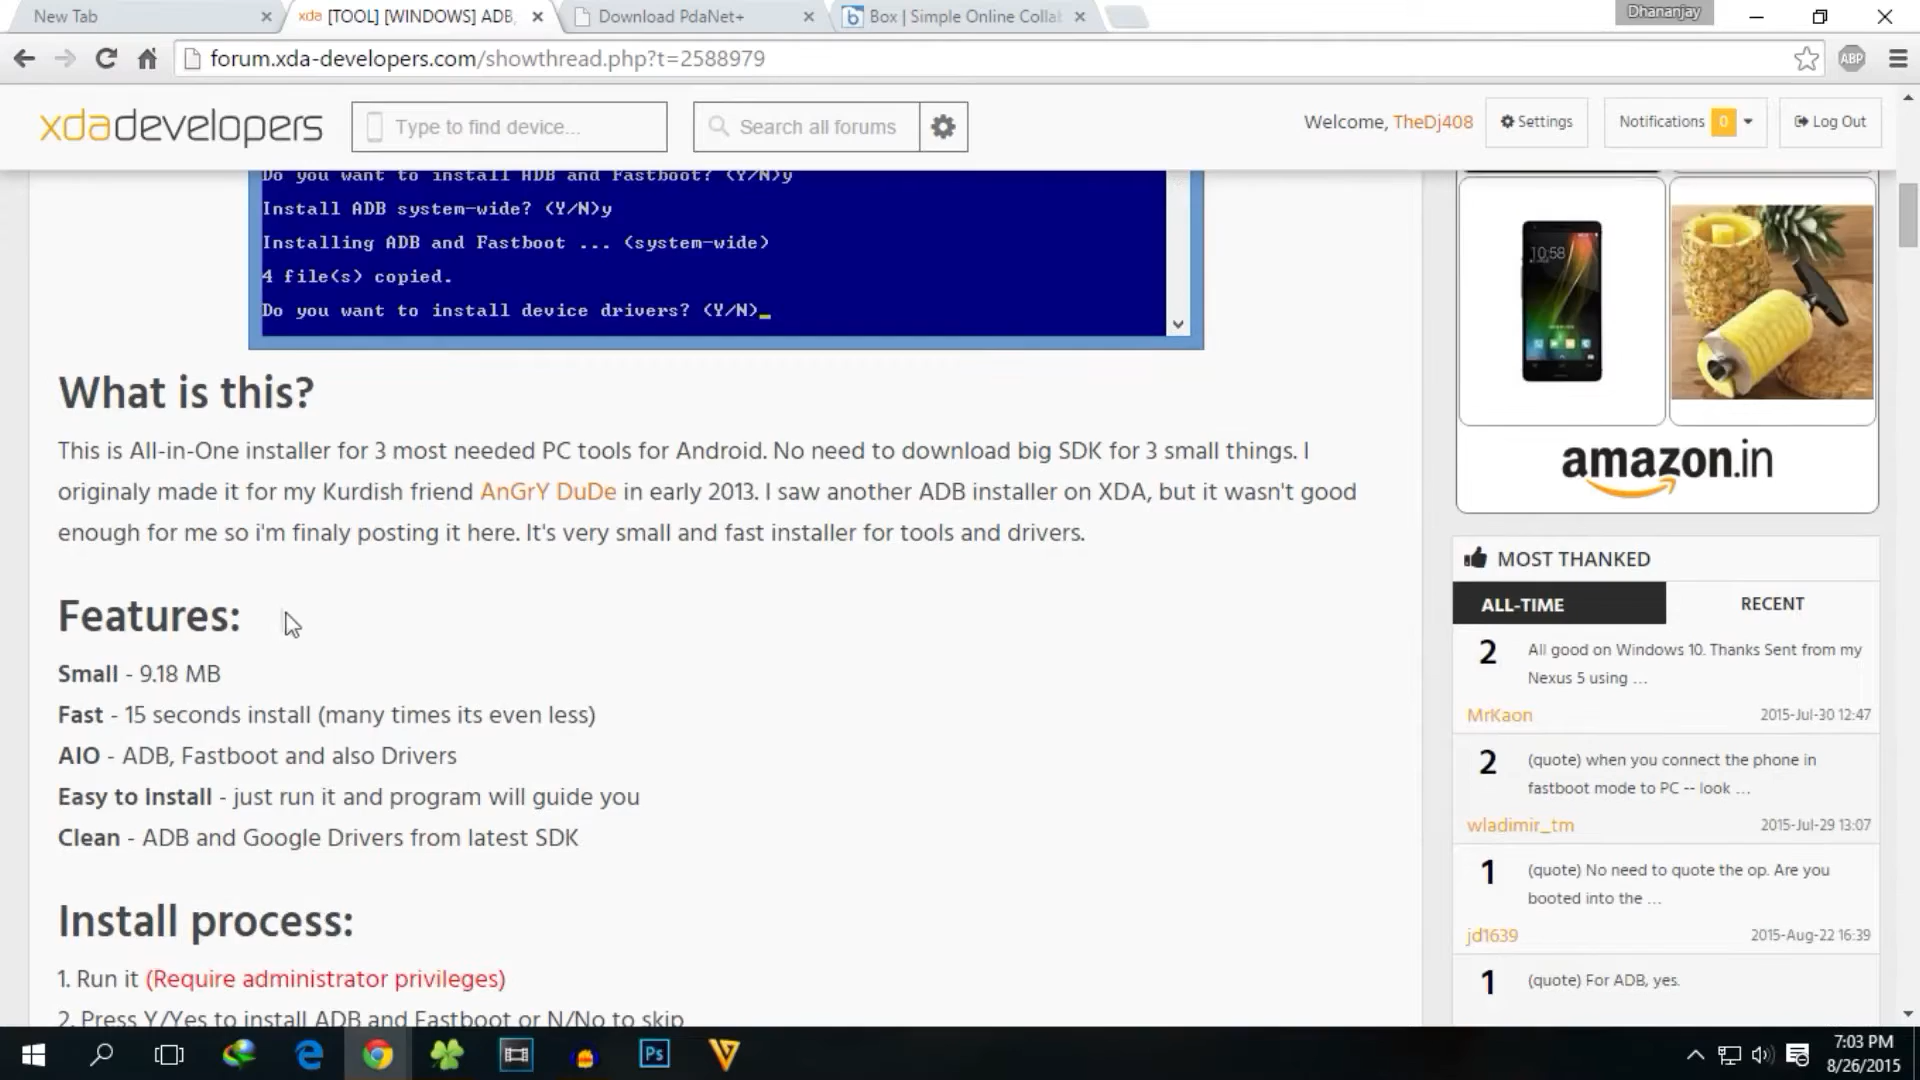 New Tab
xda [TOOL] [WINDOWS] ADB,
Download PdaNet+
b Box | Simple Online Colla
Dhananjay
forum.xda-developers.com/showthread.php?t=2588979
ABP
xdadevelopers
Type to find device...
Search all forums
Welcome, TheDj408
Settings
Notifications 0
Log Out
Do you want to install ADB and Fastboot? (Y/N)y
Install ADB system-wide? (Y/N)y
Installing ADB and Fastboot ... (system-wide)
4 file(s) copied.
Do you want to install device drivers? (Y/N)_
What is this?
This is All-in-One installer for 3 most needed PC tools for Android. No need to download big SDK for 3 small things. I
originaly made it for my Kurdish friend AnGrY DuDe in early 2013. I saw another ADB installer on XDA, but it wasn't good
enough for me so i'm finaly posting it here. It's very small and fast installer for tools and drivers.
Features:
Small - 9.18 MB
Fast - 15 seconds install (many times its even less)
AIO - ADB, Fastboot and also Drivers
Easy to install - just run it and program will guide you
Clean - ADB and Google Drivers from latest SDK
Install process:
1. Run it (Require administrator privileges)
2. Press Y/Yes to install ADB and Fastboot or N/No to skip
10:58
amazon.in
MOST THANKED
ALL-TIME
RECENT
2 All good on Windows 10. Thanks Sent from my
Nexus 5 using ...
MrKaon 2015-Jul-30 12:47
2 (quote) when you connect the phone in
fastboot mode to PC -- look ...
wladimir_tm 2015-Jul-29 13:07
1 (quote) No need to quote the op. Are you
booted into the ...
jd1639 2015-Aug-22 16:39
1 (quote) For ADB, yes.
Ps
7:03 PM
8/26/2015